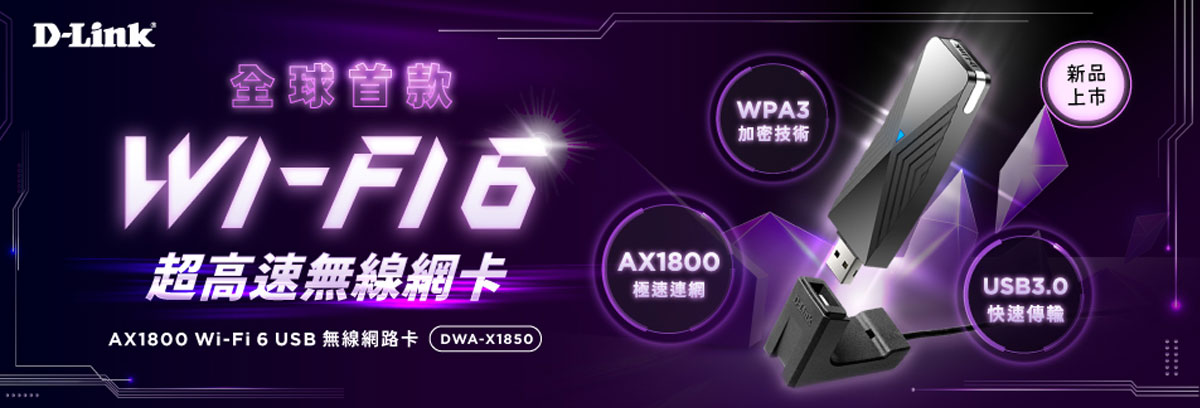 D-Link
全球首款
WI-FI 6
超高速無線網卡
AX1800 Wi-Fi 6 USB 無線網路卡 DWA-X1850
WPA3
加密技術
AX1800
極速連網
新品
上市
USB3.0
快速傳輸
D-Link